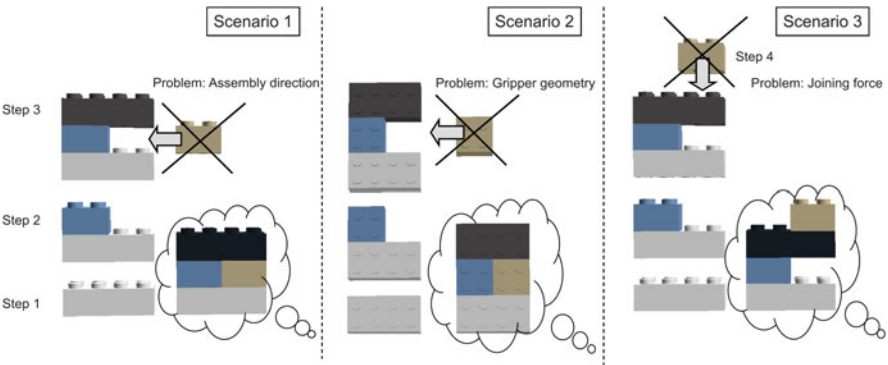 Scenario 1
Scenario 2
Scenario 3
Step 4
Problem: Assembly direction
Problem: Gripper geometry
Problem: Joining force
Step 3
Step 2
Step 1